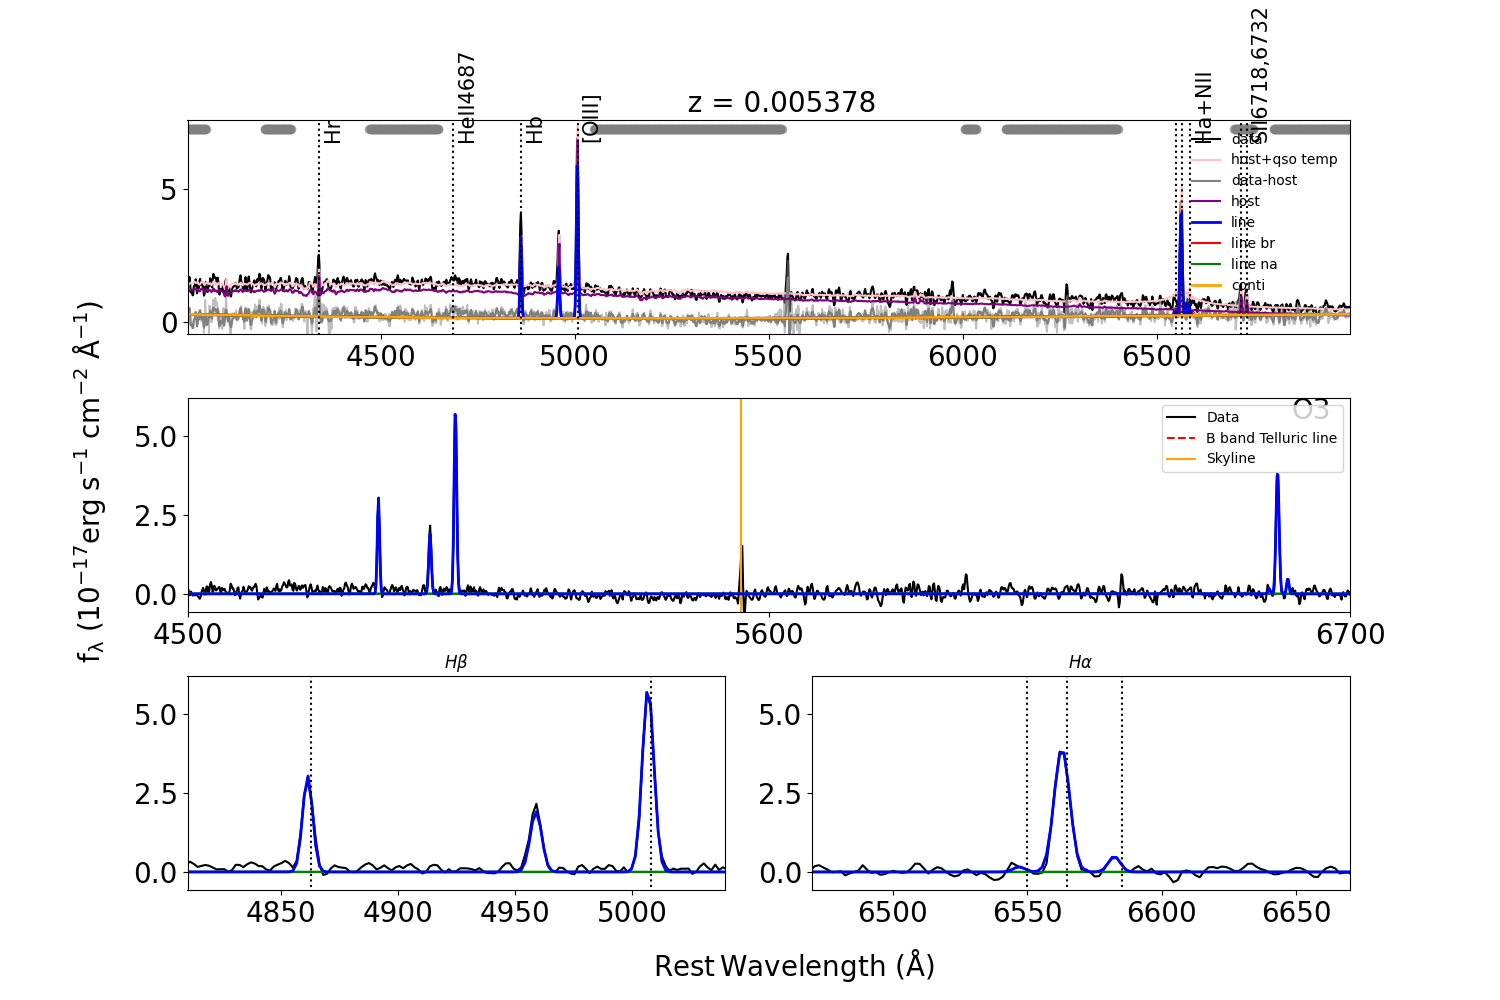 z = 0.005378
Hr
HeII4687
Hb
[OIII]
Ha+NII
SII6718,6732
data
host+qso temp
data-host
host
line
line br
line na
conti
5
0
4500 5000 5500 6000 6500
O3
Data
B band Telluric line
Skyline
5.0
2.5
0.0
4500 5600 6700
fλ (10⁻¹⁷erg s⁻¹ cm⁻² Å⁻¹)
Hβ
5.0
2.5
0.0
4850 4900 4950 5000
Hα
5.0
2.5
0.0
6500 6550 6600 6650
Rest Wavelength (Å)